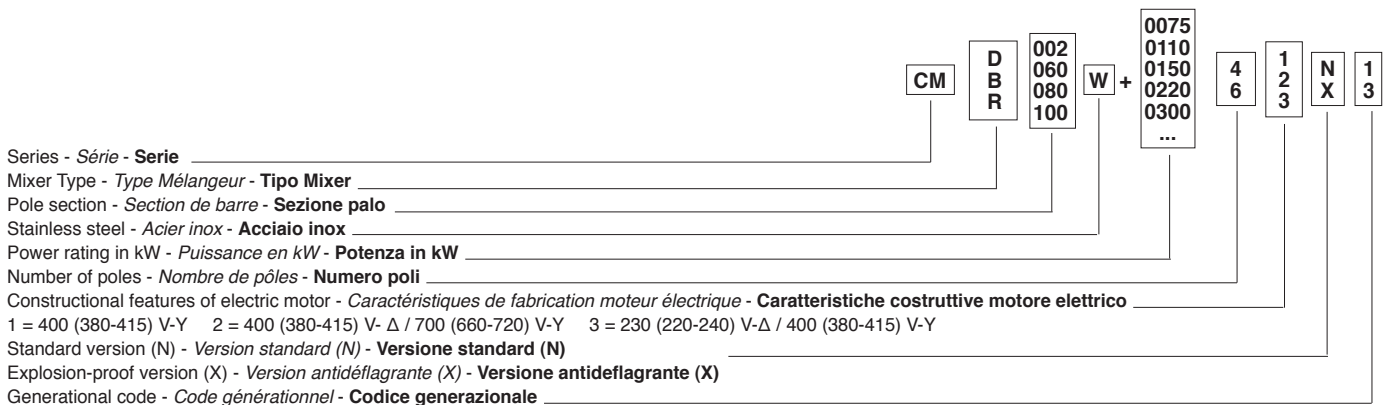 CM
D
B
R
002
060
080
100
W
+
0075
0110
0150
0220
0300
...
4
6
1
2
3
N
X
1
3
Series - Série - Serie
Mixer Type - Type Mélangeur - Tipo Mixer
Pole section - Section de barre - Sezione palo
Stainless steel - Acier inox - Acciaio inox
Power rating in kW - Puissance en kW - Potenza in kW
Number of poles - Nombre de pôles - Numero poli
Constructional features of electric motor - Caractéristiques de fabrication moteur électrique - Caratteristiche costruttive motore elettrico
1 = 400 (380-415) V-Y 2 = 400 (380-415) V- Δ / 700 (660-720) V-Y 3 = 230 (220-240) V-Δ / 400 (380-415) V-Y
Standard version (N) - Version standard (N) - Versione standard (N)
Explosion-proof version (X) - Version antidéflagrante (X) - Versione antideflagrante (X)
Generational code - Code générationnel - Codice generazionale